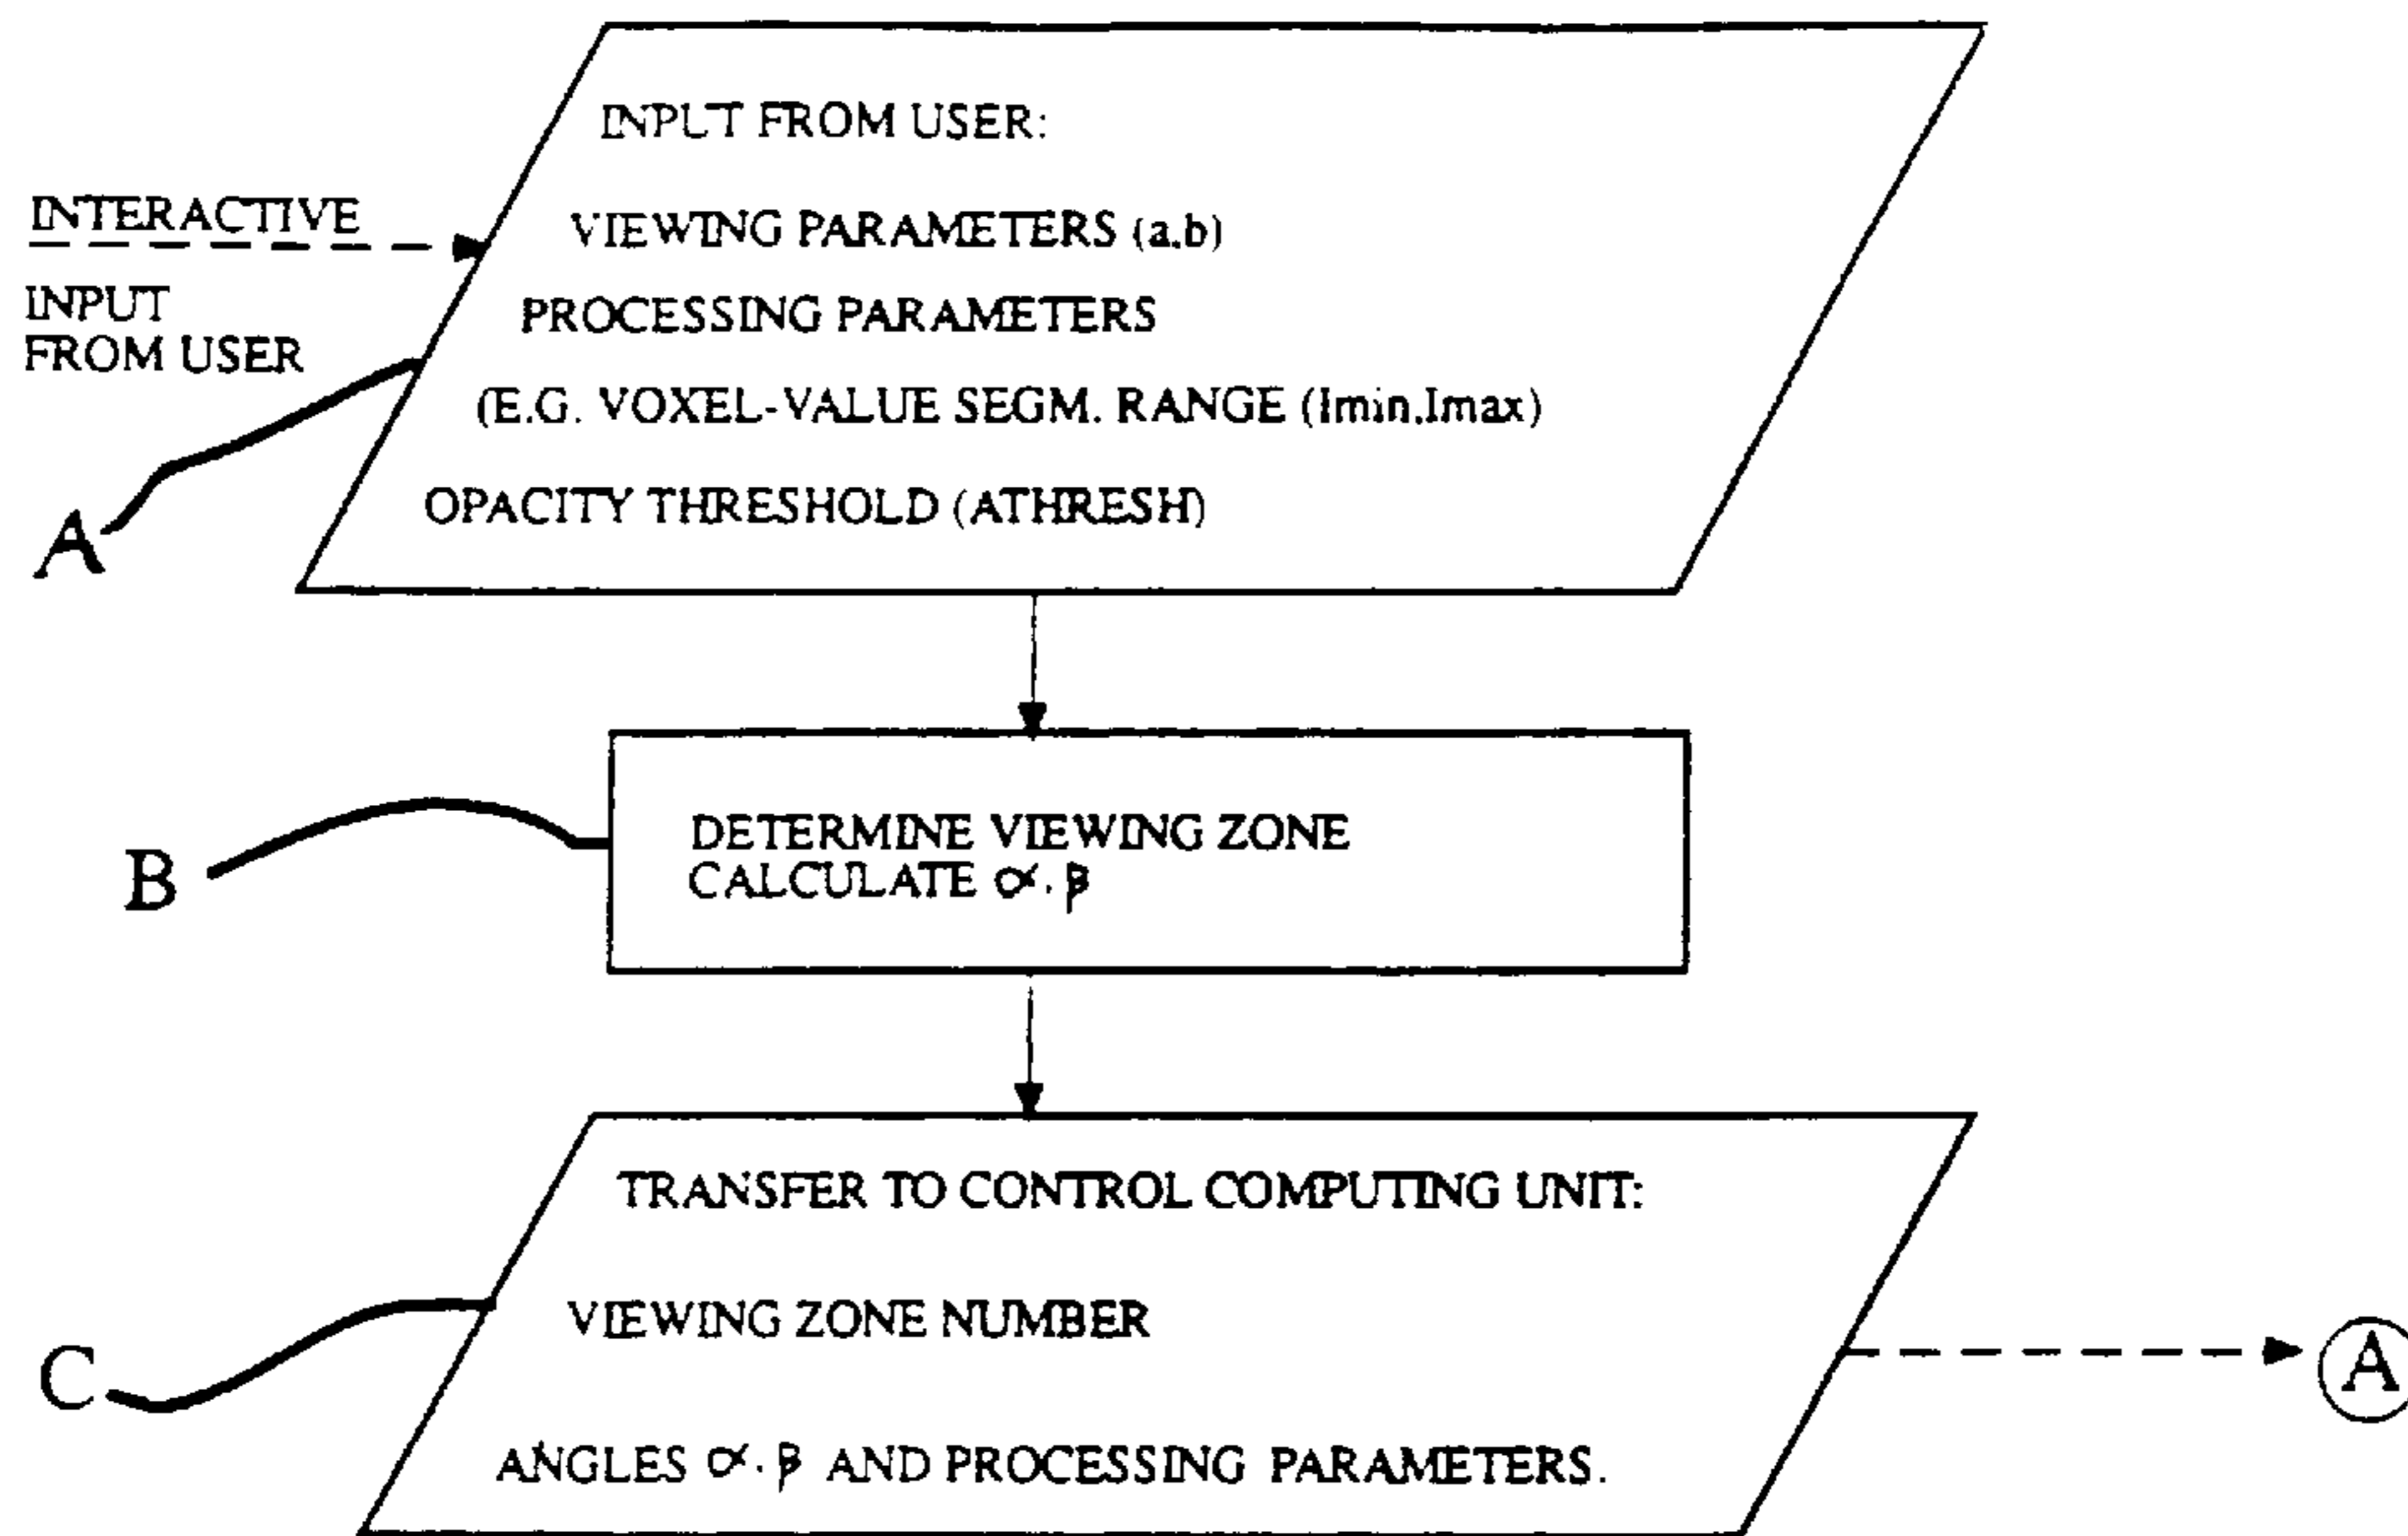 INPUT FROM USER:
INTERACTIVE
INPUT
FROM USER
VIEWING PARAMETERS (a,b)
PROCESSING PARAMETERS
(E.G. VOXEL-VALUE SEGM. RANGE (Imin,Imax)
OPACITY THRESHOLD (ATHRESH)
A
DETERMINE VIEWING ZONE
CALCULATE α, β
B
TRANSFER TO CONTROL COMPUTING UNIT:
VIEWING ZONE NUMBER
ANGLES α, β AND PROCESSING PARAMETERS.
C
A